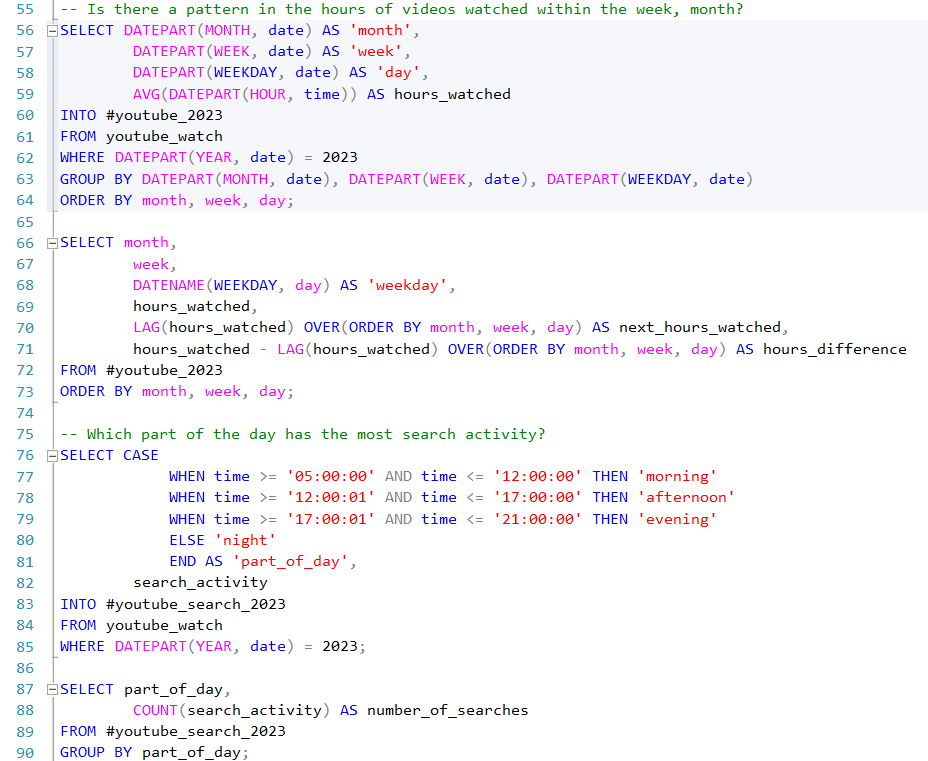 55 -- Is there a pattern in the hours of videos watched within the week, month?
56 SELECT DATEPART(MONTH, date) AS 'month',
57 DATEPART(WEEK, date) AS 'week',
58 DATEPART(WEEKDAY, date) AS 'day',
59 AVG(DATEPART(HOUR, time)) AS hours_watched
60 INTO #youtube_2023
61 FROM youtube_watch
62 WHERE DATEPART(YEAR, date) = 2023
63 GROUP BY DATEPART(MONTH, date), DATEPART(WEEK, date), DATEPART(WEEKDAY, date)
64 ORDER BY month, week, day;
65
66 SELECT month,
67 week,
68 DATENAME(WEEKDAY, day) AS 'weekday',
69 hours_watched,
70 LAG(hours_watched) OVER(ORDER BY month, week, day) AS next_hours_watched,
71 hours_watched - LAG(hours_watched) OVER(ORDER BY month, week, day) AS hours_difference
72 FROM #youtube_2023
73 ORDER BY month, week, day;
74
75 -- Which part of the day has the most search activity?
76 SELECT CASE
77 WHEN time >= '05:00:00' AND time <= '12:00:00' THEN 'morning'
78 WHEN time >= '12:00:01' AND time <= '17:00:00' THEN 'afternoon'
79 WHEN time >= '17:00:01' AND time <= '21:00:00' THEN 'evening'
80 ELSE 'night'
81 END AS 'part_of_day',
82 search_activity
83 INTO #youtube_search_2023
84 FROM youtube_watch
85 WHERE DATEPART(YEAR, date) = 2023;
86
87 SELECT part_of_day,
88 COUNT(search_activity) AS number_of_searches
89 FROM #youtube_search_2023
90 GROUP BY part_of_day;